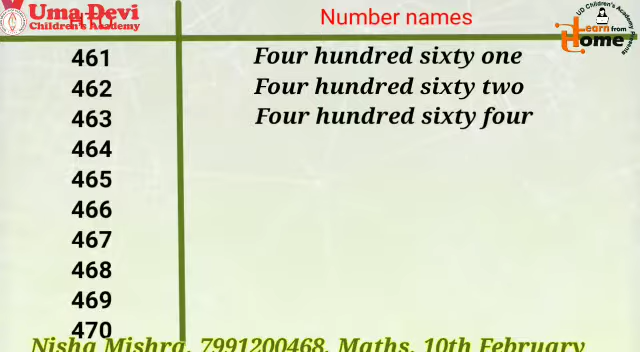 Uma Devi
Children's Academy
Number names
UD Children's Academy
Learn from
Home
461 Four hundred sixty one
462 Four hundred sixty two
463 Four hundred sixty four
464
465
466
467
468
469
470
Nisha Mishra, 7991200468, Maths, 10th February